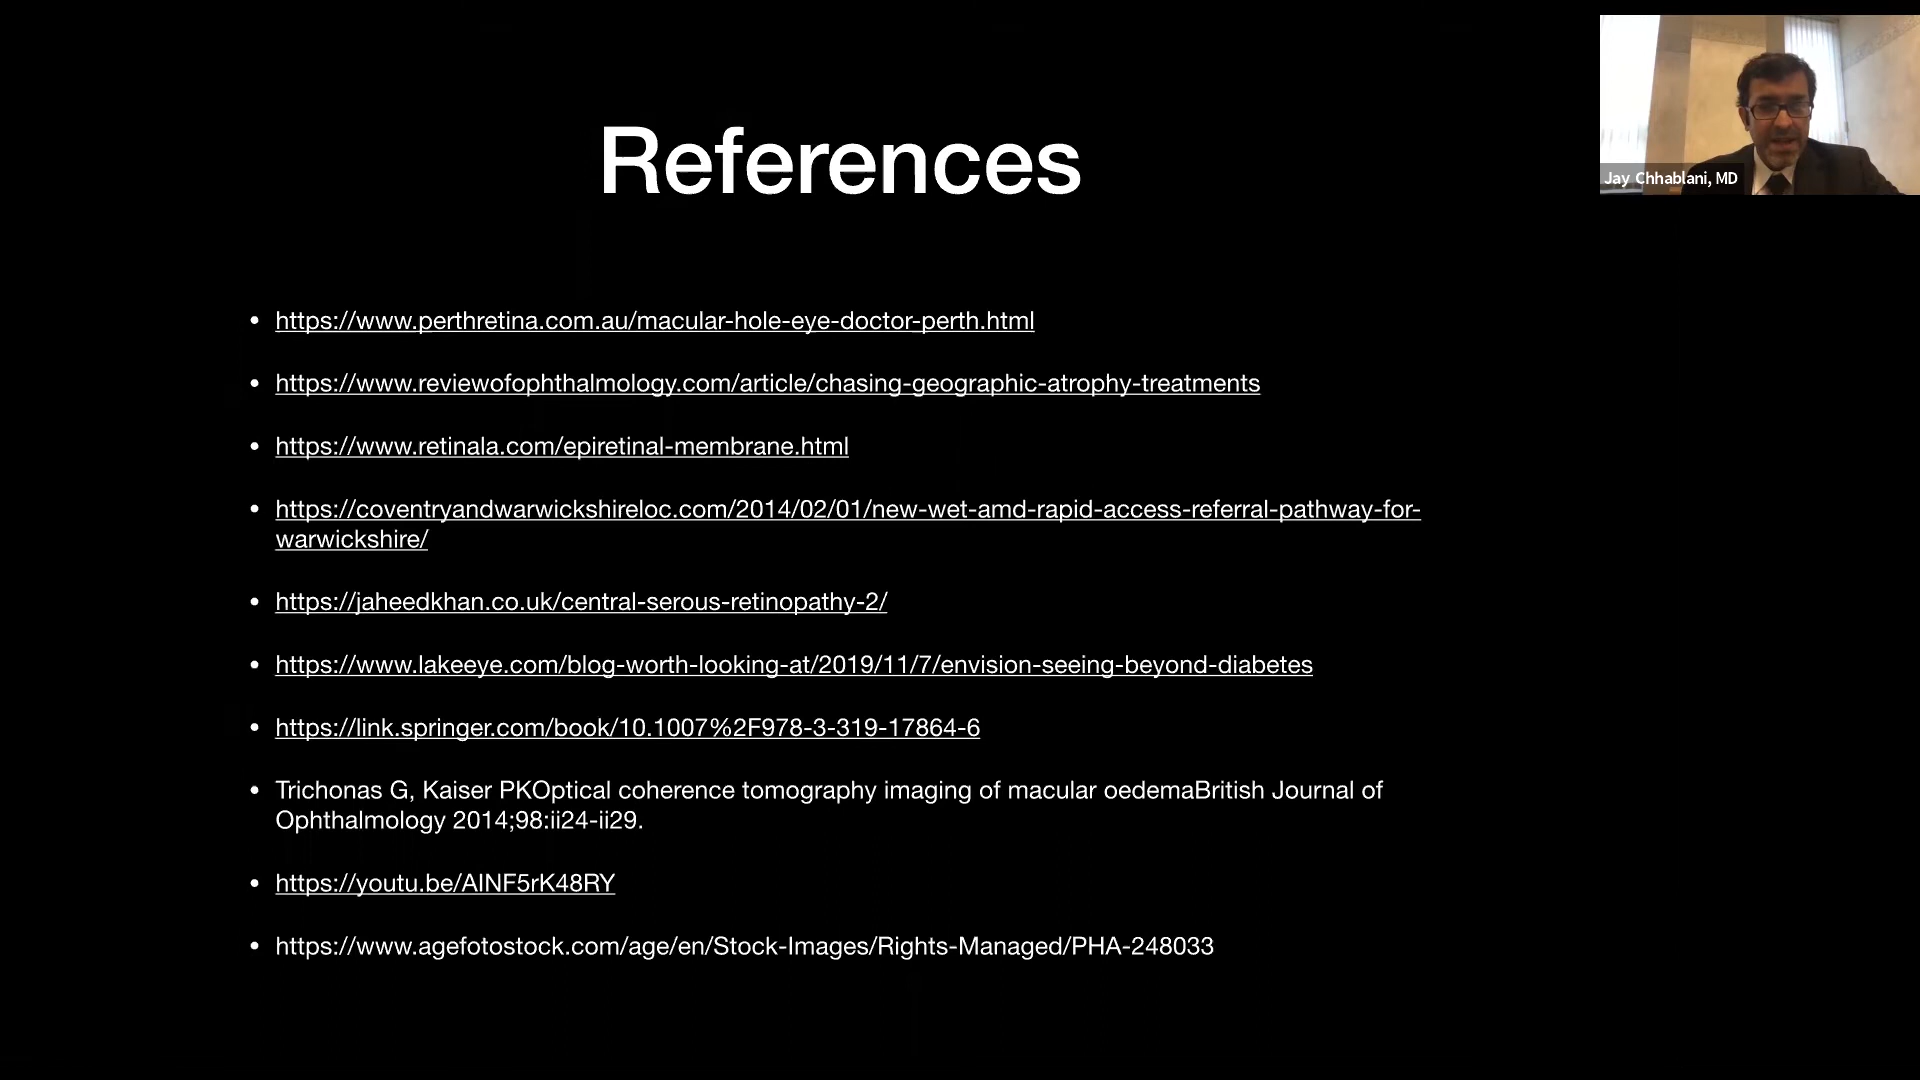 References
Jay Chhablani, MD
• https://www.perthretina.com.au/macular-hole-eye-doctor-perth.html
• https://www.reviewofophthalmology.com/article/chasing-geographic-atrophy-treatments
• https://www.retinala.com/epiretinal-membrane.html
• https://coventryandwarwickshireloc.com/2014/02/01/new-wet-amd-rapid-access-referral-pathway-for-
warwickshire/
• https://jaheedkhan.co.uk/central-serous-retinopathy-2/
• https://www.lakeeye.com/blog-worth-looking-at/2019/11/7/envision-seeing-beyond-diabetes
• https://link.springer.com/book/10.1007%2F978-3-319-17864-6
• Trichonas G, Kaiser PKOptical coherence tomography imaging of macular oedemaBritish Journal of
Ophthalmology 2014;98:ii24-ii29.
• https://youtu.be/AINF5rK48RY
• https://www.agefotostock.com/age/en/Stock-Images/Rights-Managed/PHA-248033